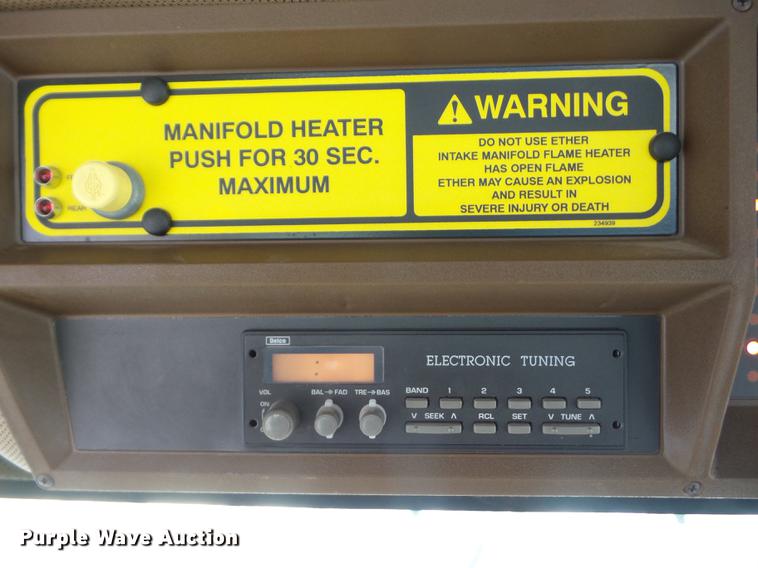 MANIFOLD HEATER
PUSH FOR 30 SEC.
MAXIMUM
REAR
WARNING
DO NOT USE ETHER
INTAKE MANIFOLD FLAME HEATER
HAS OPEN FLAME
ETHER MAY CAUSE AN EXPLOSION
AND RESULT IN
SEVERE INJURY OR DEATH
234939
Delco
ELECTRONIC TUNING
VOL BAL→FAD TRE→BAS
ON
BAND 1 2 3 4 5
V SEEK Λ RCL SET V TUNE Λ
Purple Wave Auction